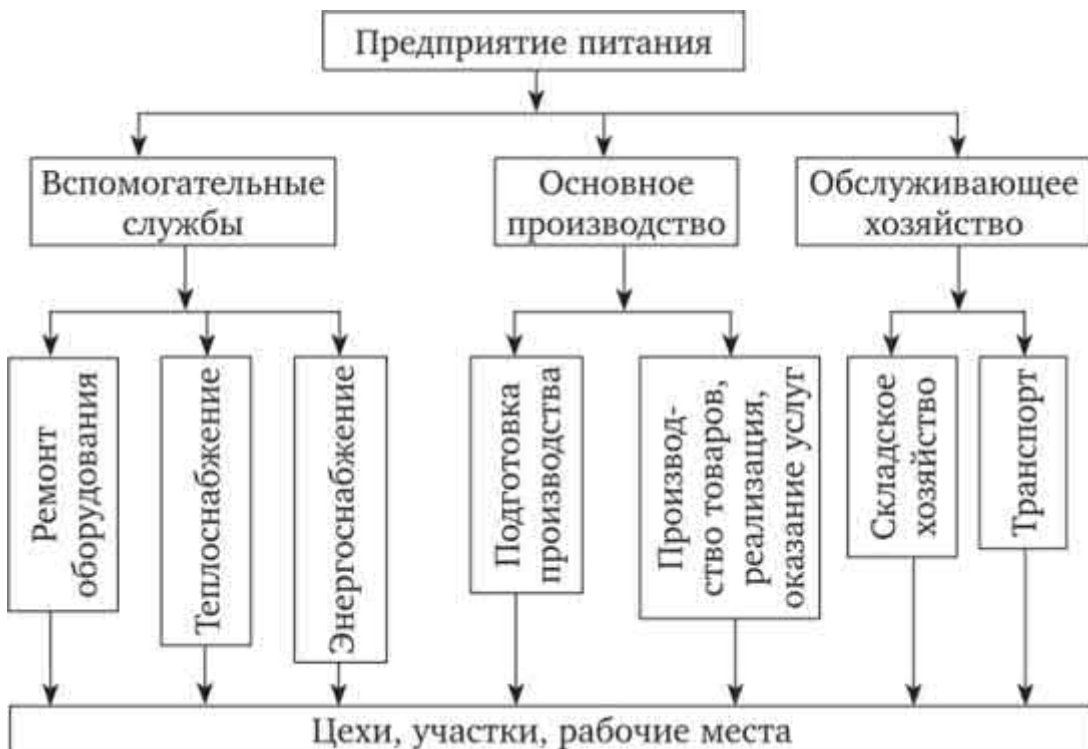 Предприятие питания
Вспомогательные
службы
Основное
производство
Обслуживающее
хозяйство
Ремонт
оборудования
Теплоснабжение
Энергоснабжение
Подготовка
производства
Производ-
ство товаров,
реализация,
оказание услуг
Складское
хозяйство
Транспорт
Цехи, участки, рабочие места